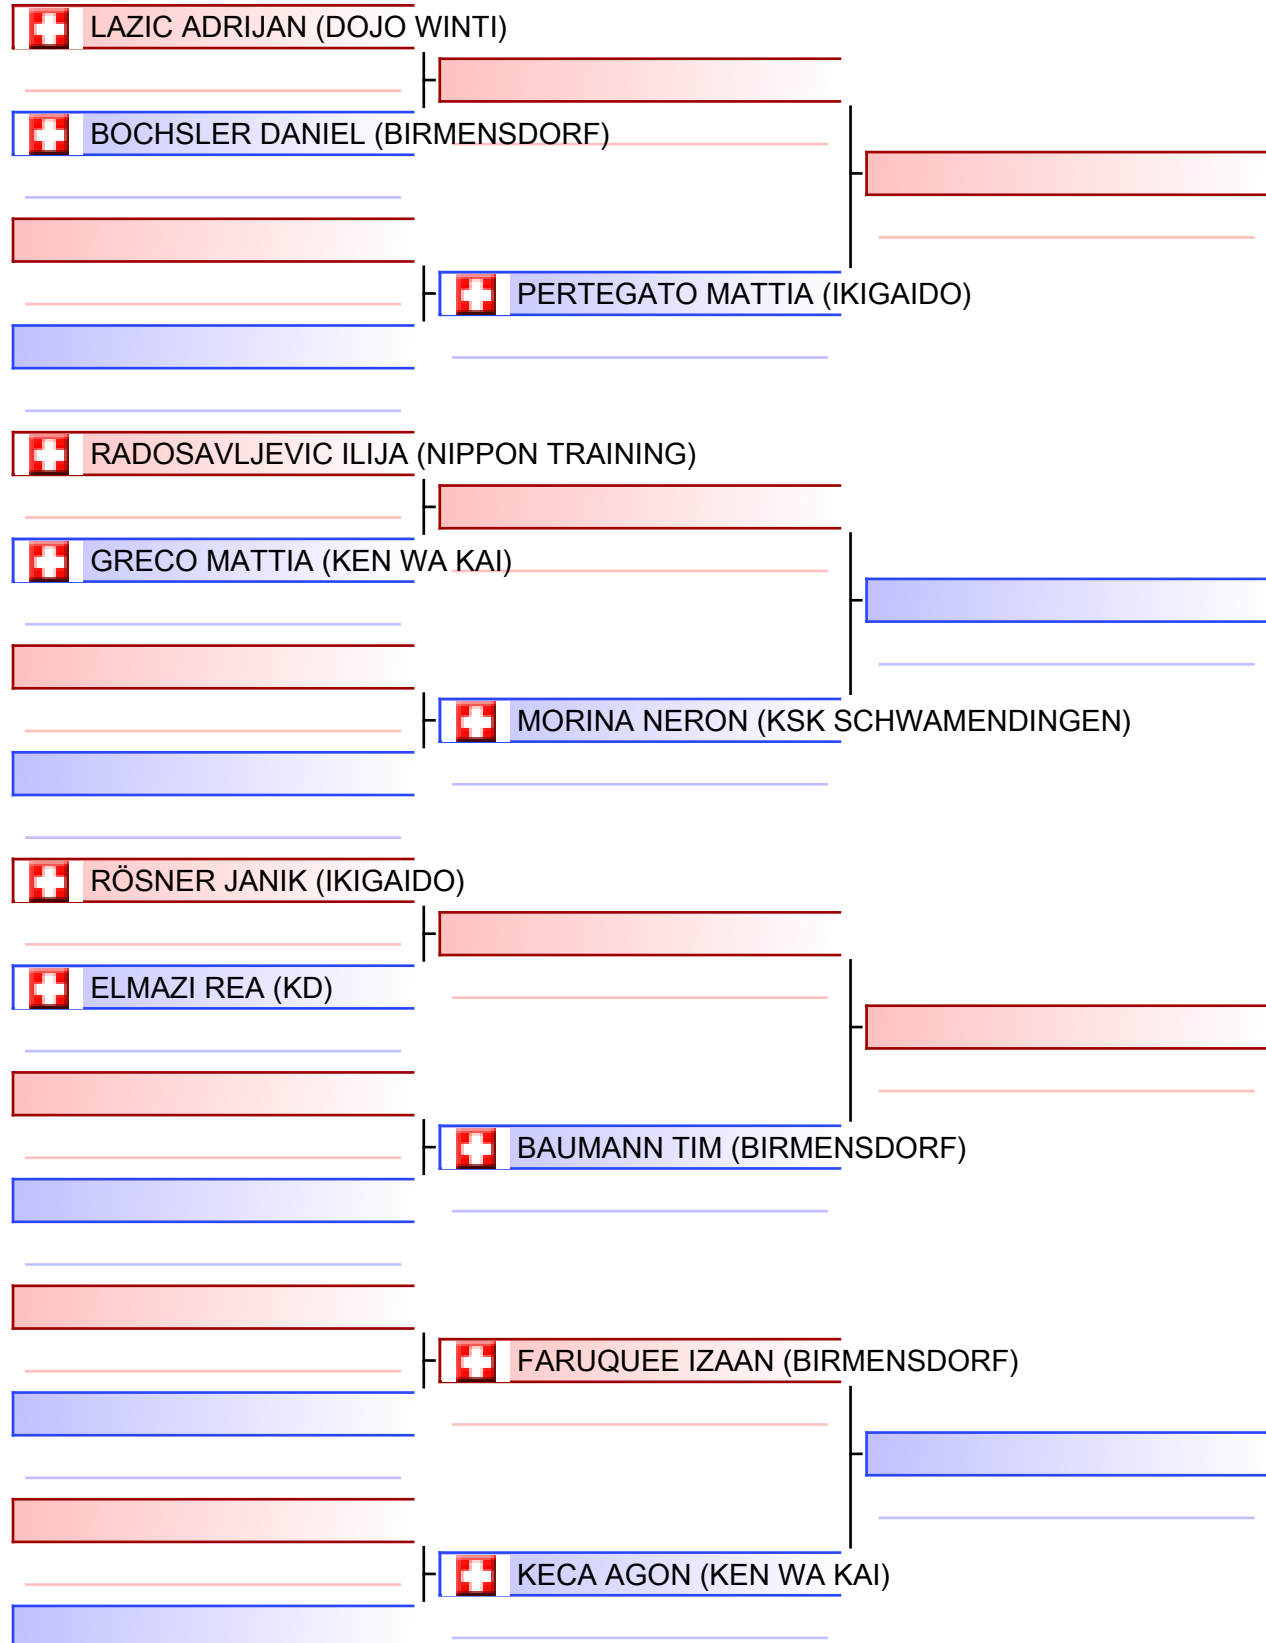 LAZIC ADRIJAN (DOJO WINTI)
BOCHSLER DANIEL (BIRMENSDORF)
PERTEGATO MATTIA (IKIGAIDO)
RADOSAVLJEVIC ILIJA (NIPPON TRAINING)
GRECO MATTIA (KEN WA KAI)
MORINA NERON (KSK SCHWAMENDINGEN)
RÖSNER JANIK (IKIGAIDO)
ELMAZI REA (KD)
BAUMANN TIM (BIRMENSDORF)
FARUQUEE IZAAN (BIRMENSDORF)
KECA AGON (KEN WA KAI)